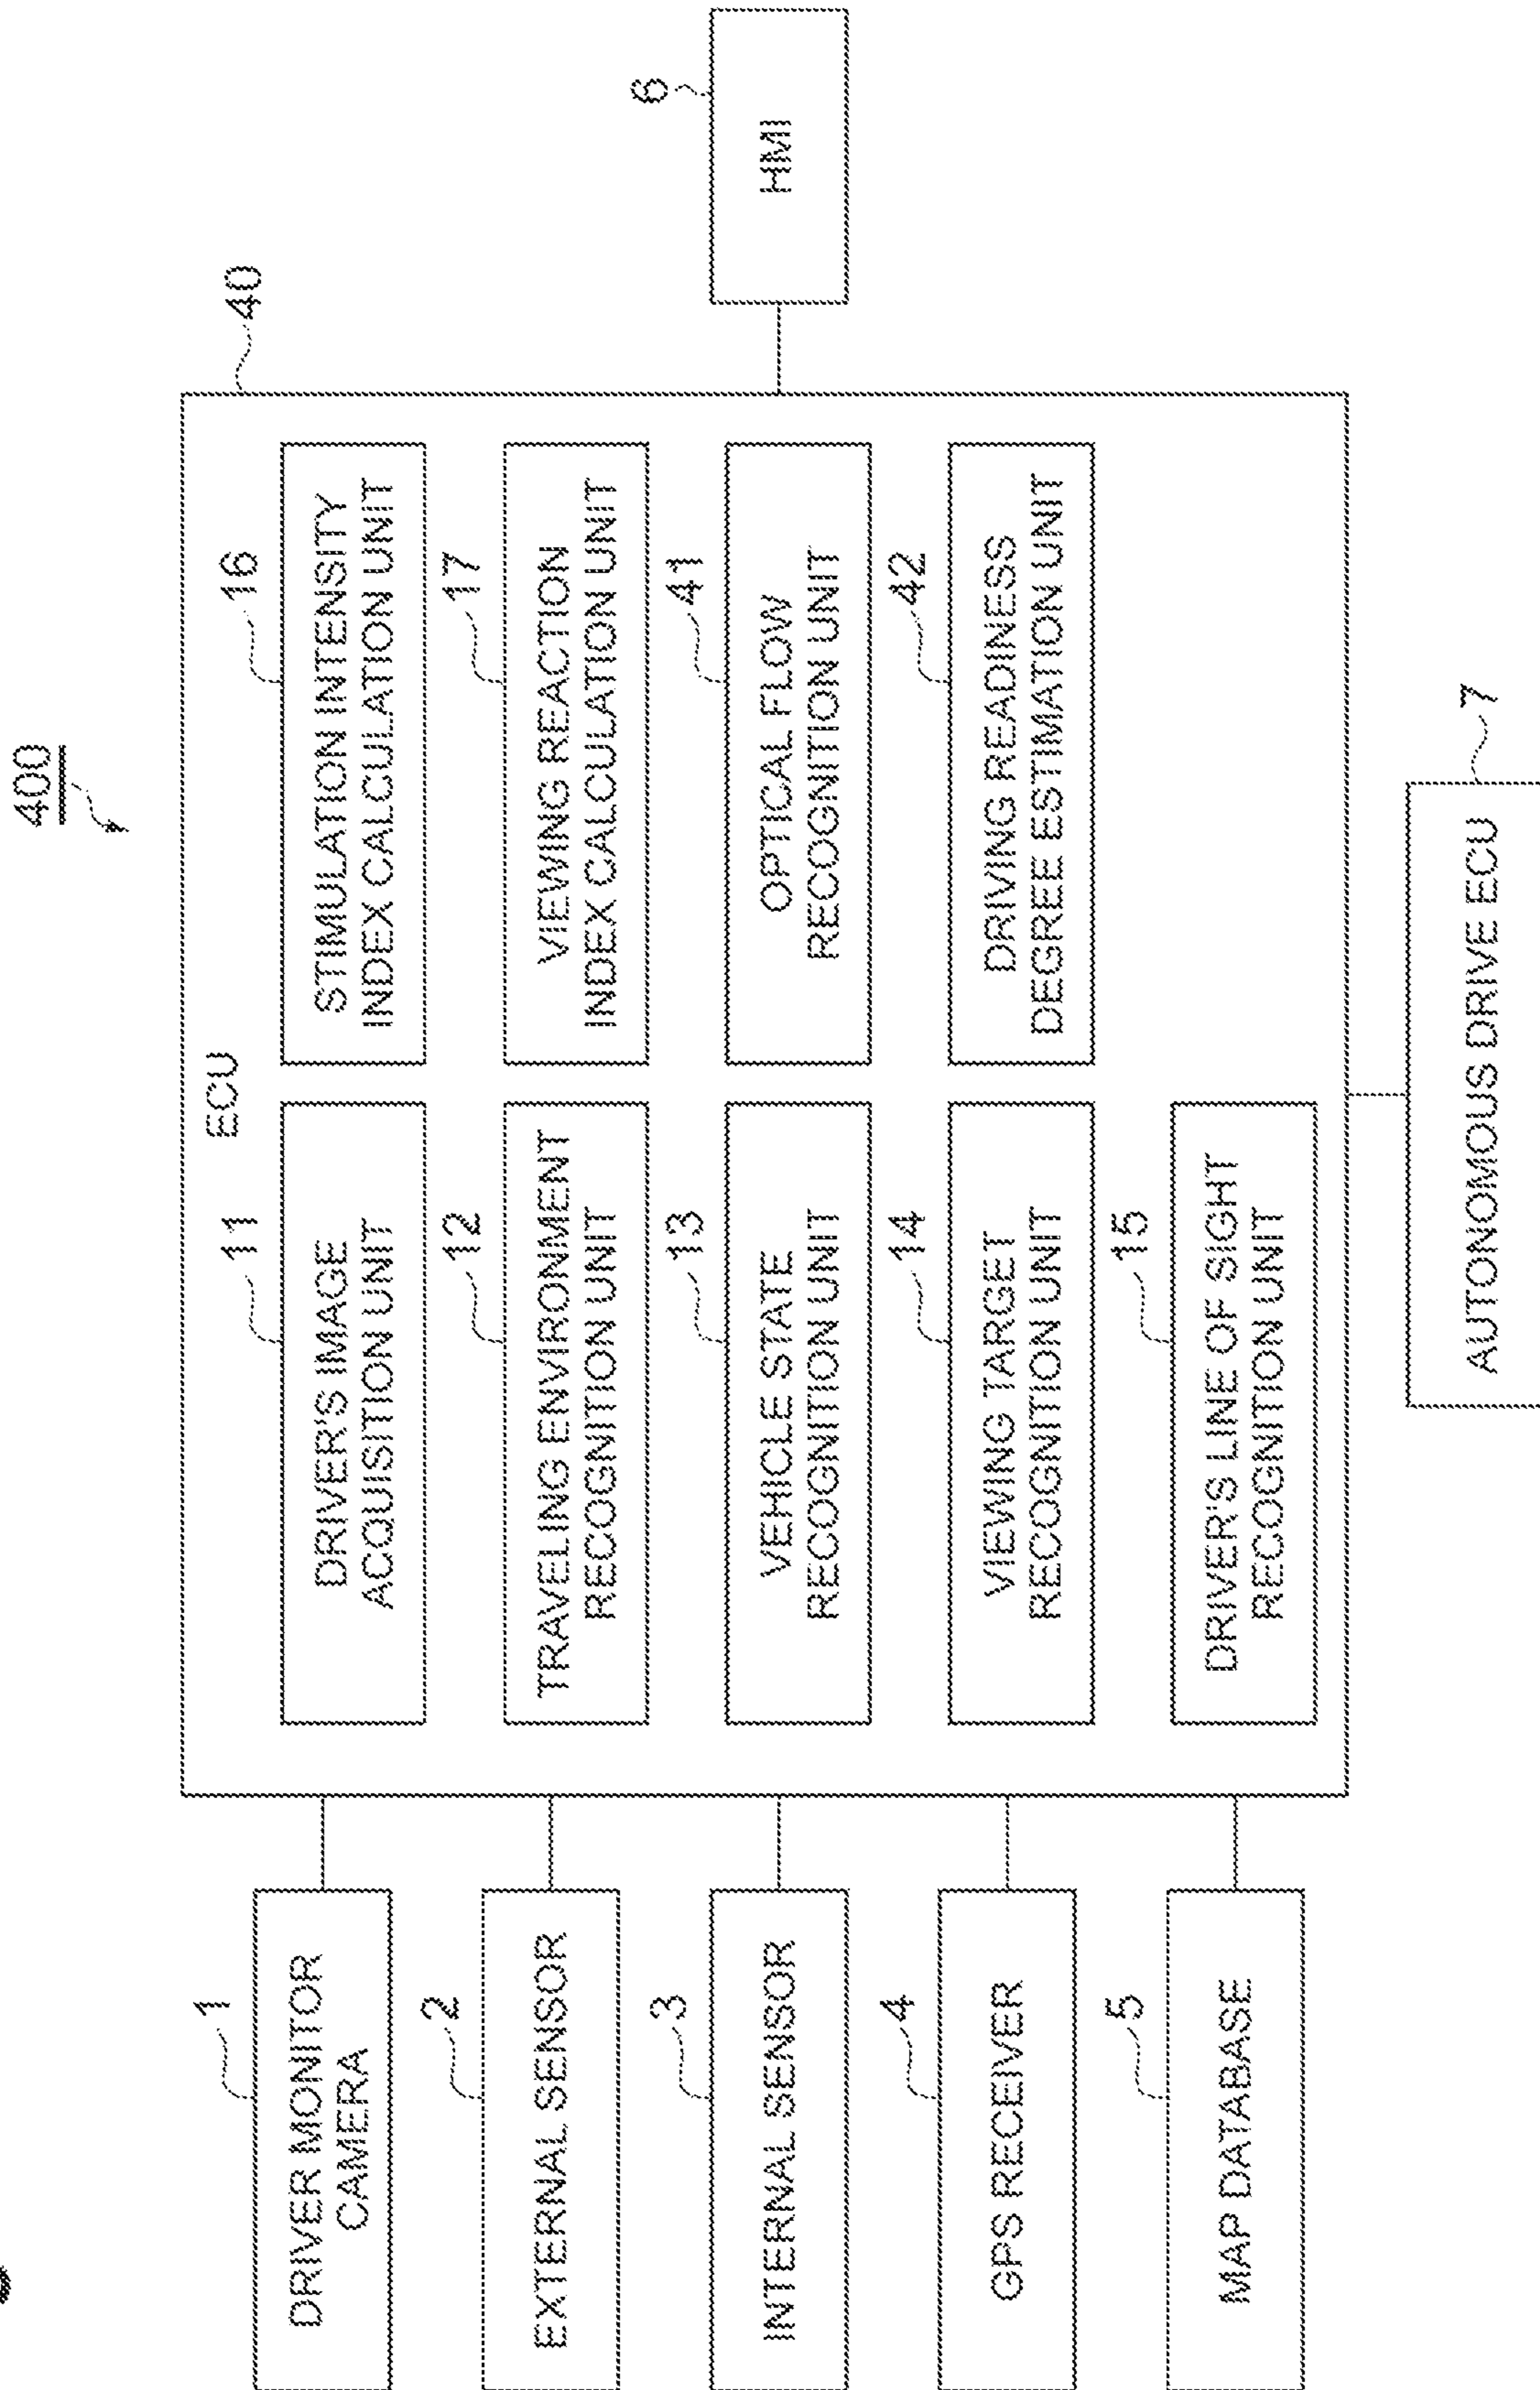 400
1
DRIVER MONITOR
CAMERA
2
EXTERNAL SENSOR
3
INTERNAL SENSOR
4
GPS RECEIVER
5
MAP DATABASE
40
ECU
11
DRIVER'S IMAGE
ACQUISITION UNIT
12
TRAVELING ENVIRONMENT
RECOGNITION UNIT
13
VEHICLE STATE
RECOGNITION UNIT
14
VIEWING TARGET
RECOGNITION UNIT
15
DRIVER'S LINE OF SIGHT
RECOGNITION UNIT
16
STIMULATION INTENSITY
INDEX CALCULATION UNIT
17
VIEWING REACTION
INDEX CALCULATION UNIT
41
OPTICAL FLOW
RECOGNITION UNIT
42
DRIVING READINESS
DEGREE ESTIMATION UNIT
6
HMI
7
AUTONOMOUS DRIVE ECU